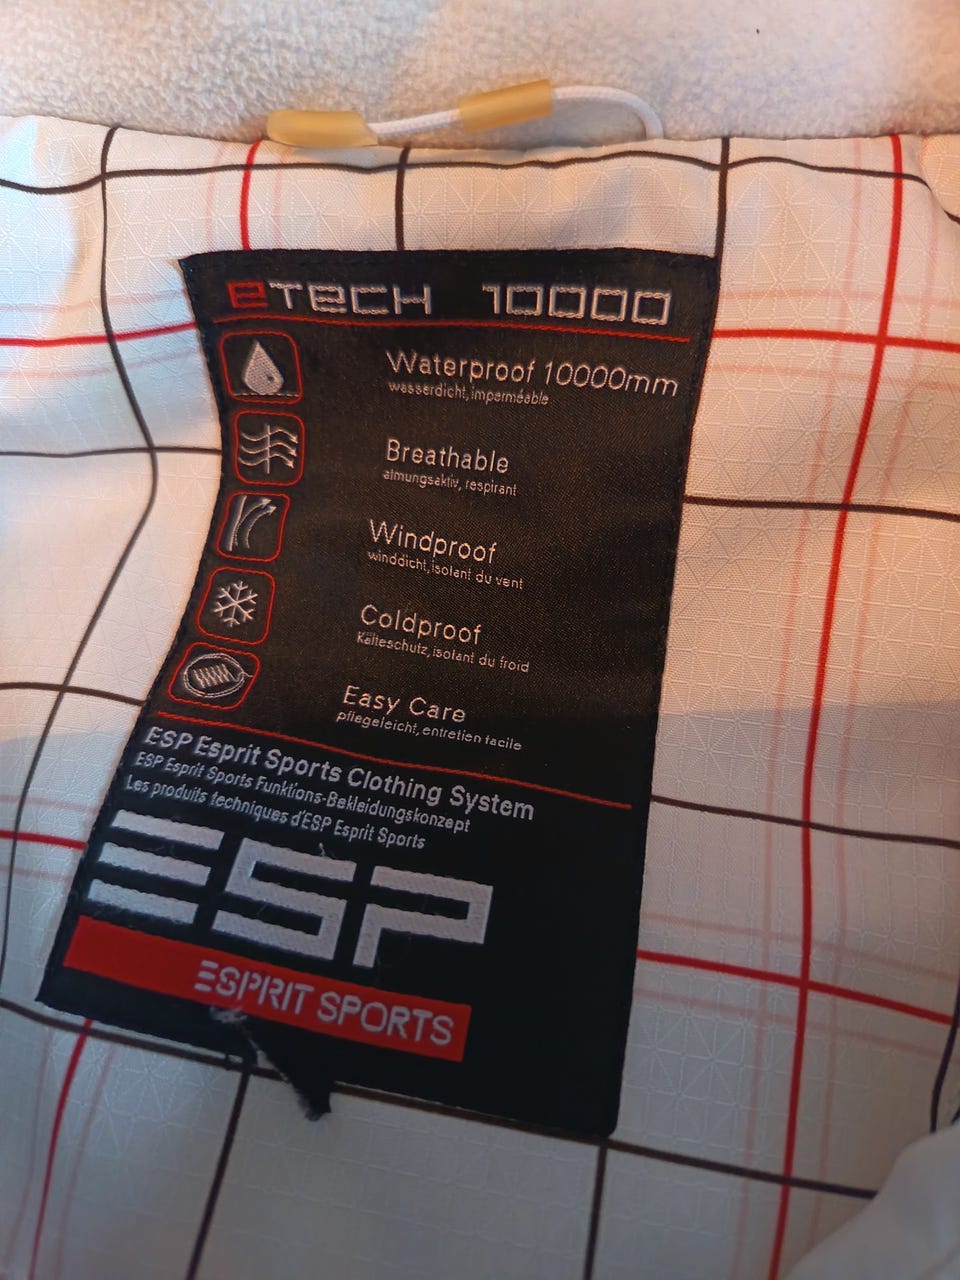 eTECH 10000
Waterproof 10000mm
wasserdicht, imperméable
Breathable
atmungsaktiv, respirant
Windproof
winddicht, isolant du vent
Coldproof
Kälteschutz, isolant du froid
Easy Care
pflegeleicht, entretien facile
ESP Esprit Sports Clothing System
ESP Esprit Sports Funktions-Bekleidungskonzept
Les produits techniques d'ESP Esprit Sports
ESP
ESPRIT SPORTS